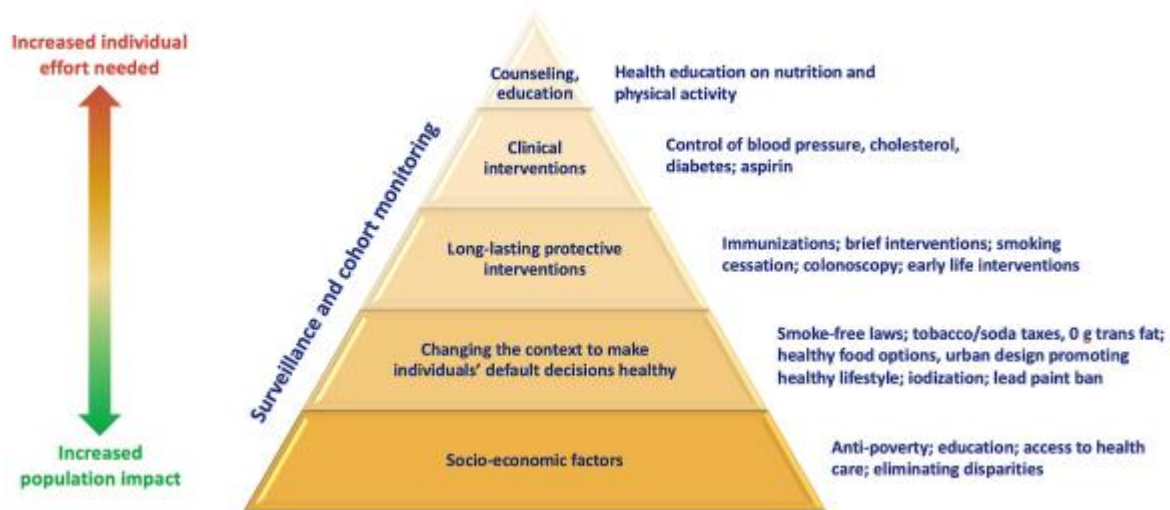 Increased individual
effort needed
Increased
population impact
Surveillance and cohort monitoring
Counseling,
education
Health education on nutrition and
physical activity
Clinical
interventions
Control of blood pressure, cholesterol,
diabetes; aspirin
Long-lasting protective
interventions
Immunizations; brief interventions; smoking
cessation; colonoscopy; early life interventions
Changing the context to make
individuals' default decisions healthy
Smoke-free laws; tobacco/soda taxes, 0 g trans fat;
healthy food options, urban design promoting
healthy lifestyle; iodization; lead paint ban
Socio-economic factors
Anti-poverty; education; access to health
care; eliminating disparities